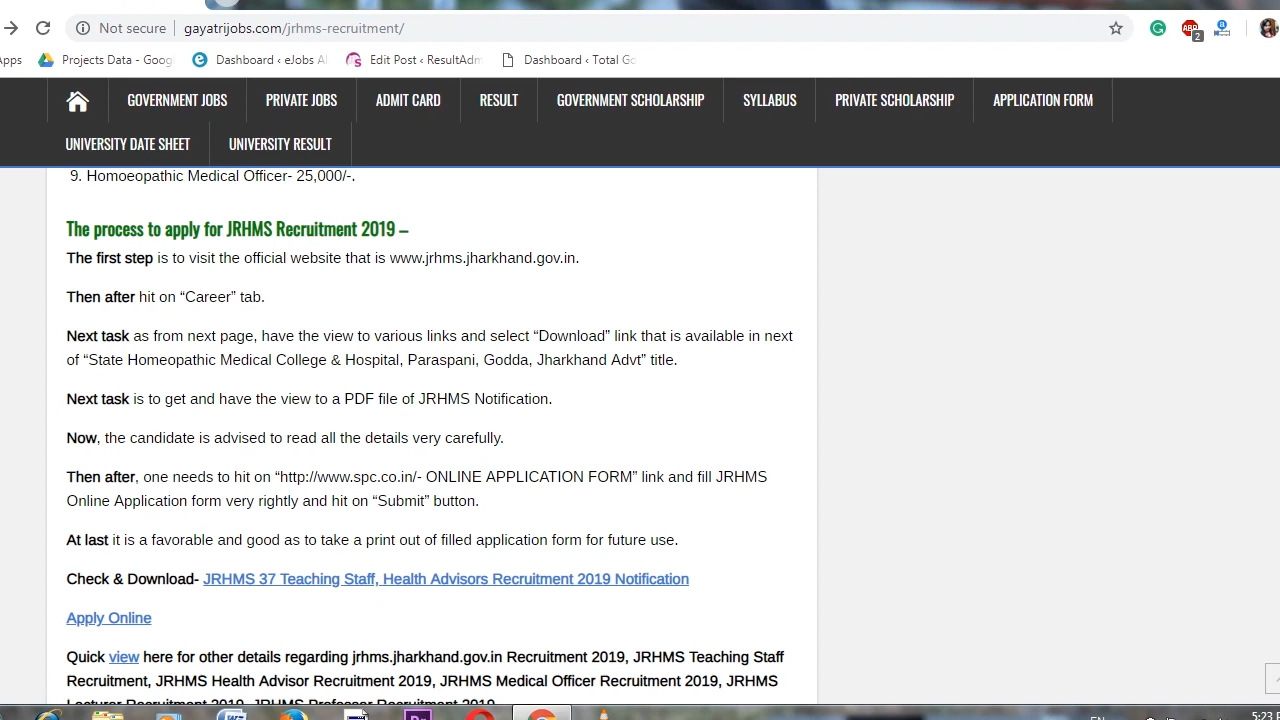 Not secure gayatrijobs.com/jrhms-recruitment/
ABP 2 a
Projects Data - Goog Dashboard ‹ eJobs Al Edit Post ‹ ResultAdm Dashboard ‹ Total Go
GOVERNMENT JOBS PRIVATE JOBS ADMIT CARD RESULT GOVERNMENT SCHOLARSHIP SYLLABUS PRIVATE SCHOLARSHIP APPLICATION FORM
UNIVERSITY DATE SHEET UNIVERSITY RESULT
9. Homoeopathic Medical Officer- 25,000/-.
The process to apply for JRHMS Recruitment 2019 –
The first step is to visit the official website that is www.jrhms.jharkhand.gov.in.
Then after hit on “Career” tab.
Next task as from next page, have the view to various links and select “Download” link that is available in next
of “State Homeopathic Medical College & Hospital, Paraspani, Godda, Jharkhand Advt” title.
Next task is to get and have the view to a PDF file of JRHMS Notification.
Now, the candidate is advised to read all the details very carefully.
Then after, one needs to hit on “http://www.spc.co.in/- ONLINE APPLICATION FORM” link and fill JRHMS
Online Application form very rightly and hit on “Submit” button.
At last it is a favorable and good as to take a print out of filled application form for future use.
Check & Download- JRHMS 37 Teaching Staff, Health Advisors Recruitment 2019 Notification
Apply Online
Quick view here for other details regarding jrhms.jharkhand.gov.in Recruitment 2019, JRHMS Teaching Staff
Recruitment, JRHMS Health Advisor Recruitment 2019, JRHMS Medical Officer Recruitment 2019, JRHMS
Lecturer Recruitment 2019, JRHMS Professor Recruitment 2019